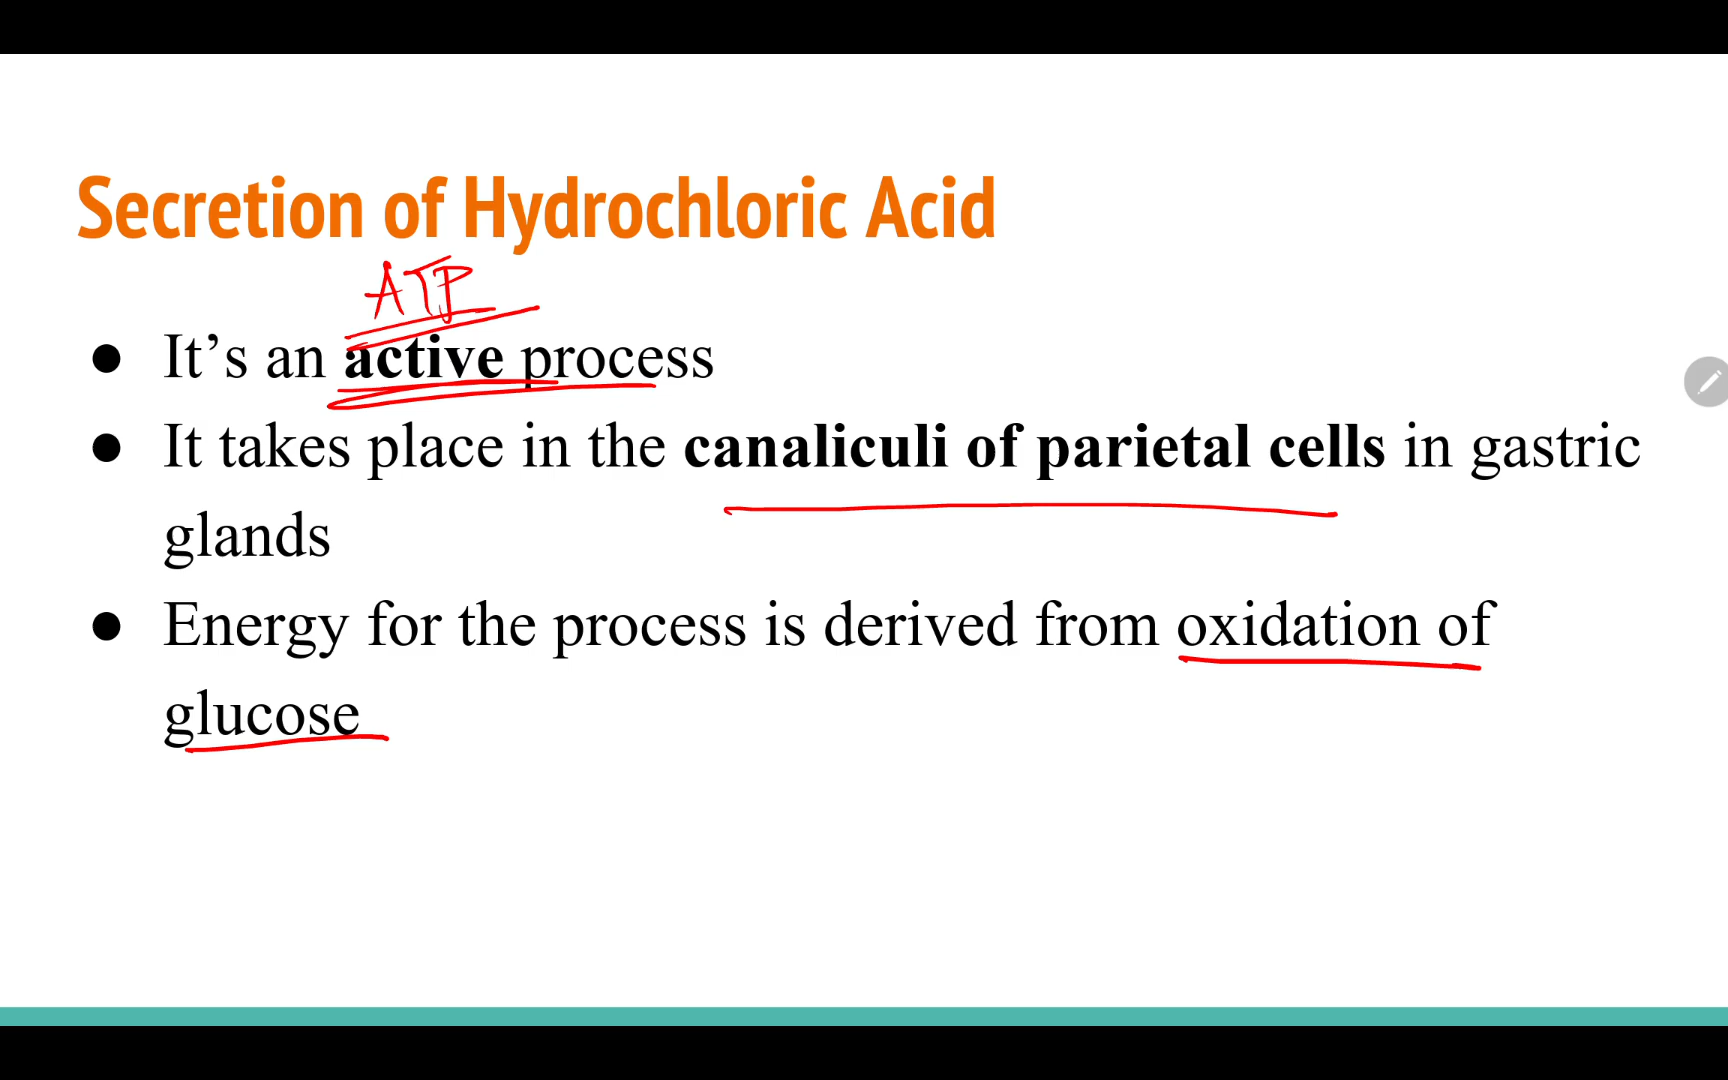 Secretion of Hydrochloric Acid
ATP
● It’s an active process
● It takes place in the canaliculi of parietal cells in gastric
glands
● Energy for the process is derived from oxidation of
glucose